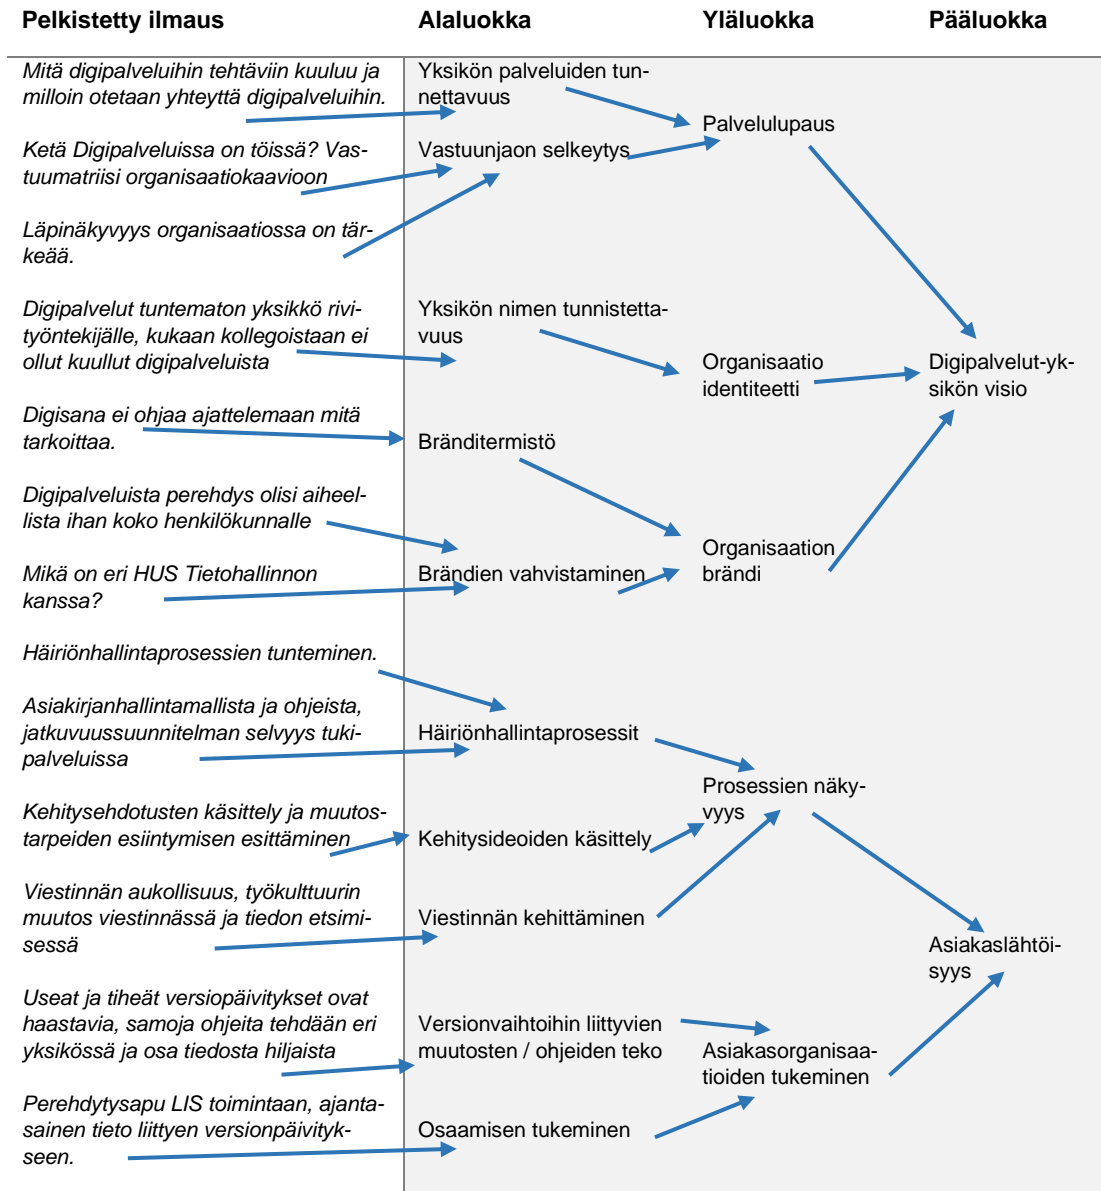 Pelkistetty ilmaus
Alaluokka
Yläluokka
Pääluokka
Mitä digipalveluihin tehtäviin kuuluu ja
milloin otetaan yhteyttä digipalveluihin.
Ketä Digipalveluissa on töissä? Vas-
tuumatriisi organisaatiokaavioon
Läpinäkyvyys organisaatiossa on tär-
keää.
Digipalvelut tuntematon yksikkö rivi-
työntekijälle, kukaan kollegoistaan ei
ollut kuullut digipalveluista
Digisana ei ohjaa ajattelemaan mitä
tarkoittaa.
Digipalveluista perehdys olisi aiheel-
lista ihan koko henkilökunnalle
Mikä on eri HUS Tietohallinnon
kanssa?
Häiriönhallintaprosessien tunteminen.
Asiakirjanhallintamallista ja ohjeista,
jatkuvuussuunnitelman selvyys tuki-
palveluissa
Kehitysehdotusten käsittely ja muutos-
tarpeiden esiintymisen esittäminen
Viestinnän aukollisuus, työkulttuurin
muutos viestinnässä ja tiedon etsimi-
sessä
Useat ja tiheät versiopäivitykset ovat
haastavia, samoja ohjeita tehdään eri
yksikössä ja osa tiedosta hiljaista
Perehdytysapu LIS toimintaan, ajanta-
sainen tieto liittyen versionpäivityk-
seen.
Yksikön palveluiden tun-
nettavuus
Vastuunjaon selkeytys
Yksikön nimen tunnistetta-
vuus
Bränditermistö
Brändien vahvistaminen
Häiriönhallintaprosessit
Kehitysideoiden käsittely
Viestinnän kehittäminen
Versionvaihtoihin liittyvien
muutosten / ohjeiden teko
Osaamisen tukeminen
Palvelulupaus
Organisaatio
identiteetti
Organisaation
brändi
Prosessien näky-
vyys
Asiakasorganisaa-
tioiden tukeminen
Digipalvelut-yk-
sikön visio
Asiakaslähtöi-
syys